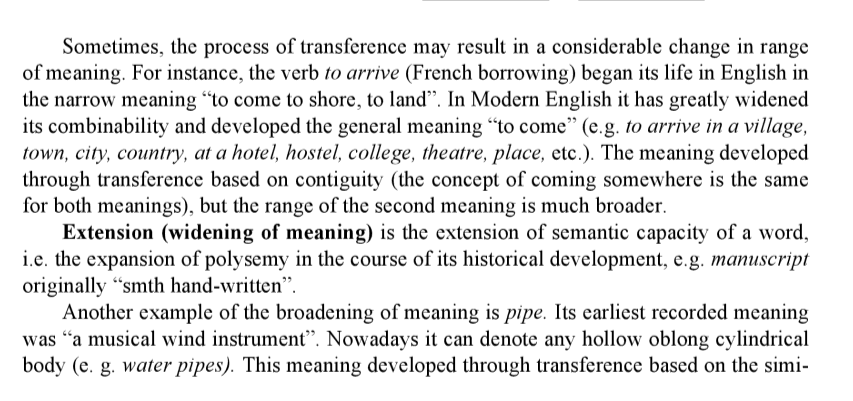 Sometimes, the process of transference may result in a considerable change in range
of meaning. For instance, the verb to arrive (French borrowing) began its life in English in
the narrow meaning “to come to shore, to land”. In Modern English it has greatly widened
its combinability and developed the general meaning “to come” (e.g. to arrive in a village,
town, city, country, at a hotel, hostel, college, theatre, place, etc.). The meaning developed
through transference based on contiguity (the concept of coming somewhere is the same
for both meanings), but the range of the second meaning is much broader.
Extension (widening of meaning) is the extension of semantic capacity of a word,
i.e. the expansion of polysemy in the course of its historical development, e.g. manuscript
originally “smth hand-written”.
Another example of the broadening of meaning is pipe. Its earliest recorded meaning
was “a musical wind instrument”. Nowadays it can denote any hollow oblong cylindrical
body (e. g. water pipes). This meaning developed through transference based on the simi-